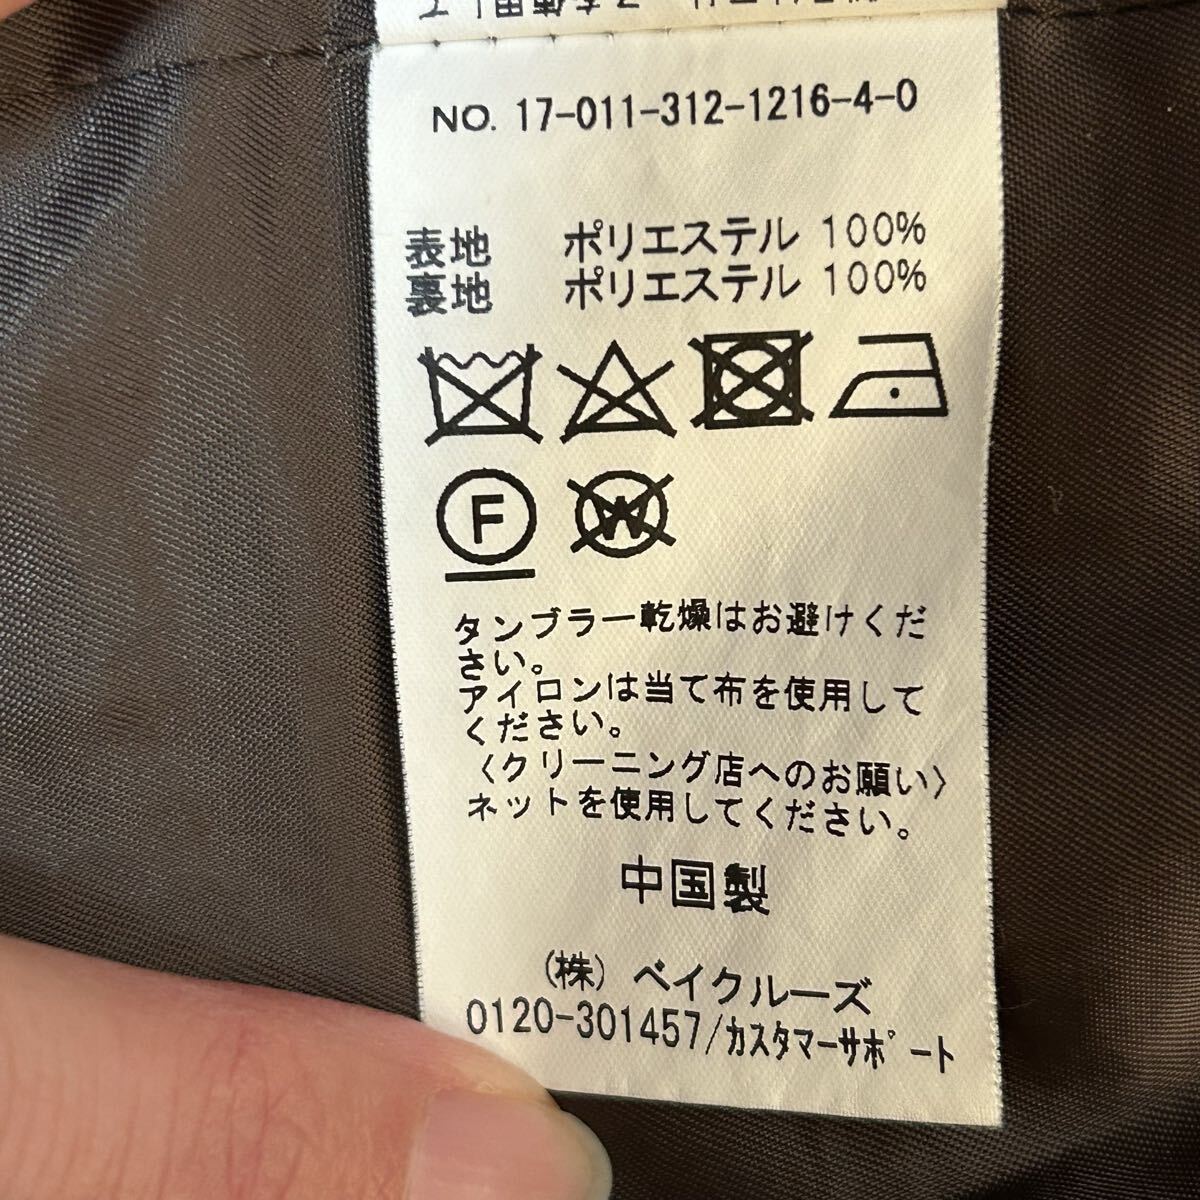 NO. 17-011-312-1216-4-0
表地 ポリエステル 100%
裏地 ポリエステル 100%
F W
タンブラー乾燥はお避けくだ
さい。
アイロンは当て布を使用して
ください。
〈クリーニング店へのお願い〉
ネットを使用してください。
中国製
(株) ベイクルーズ
0120-301457/カスタマーサポート